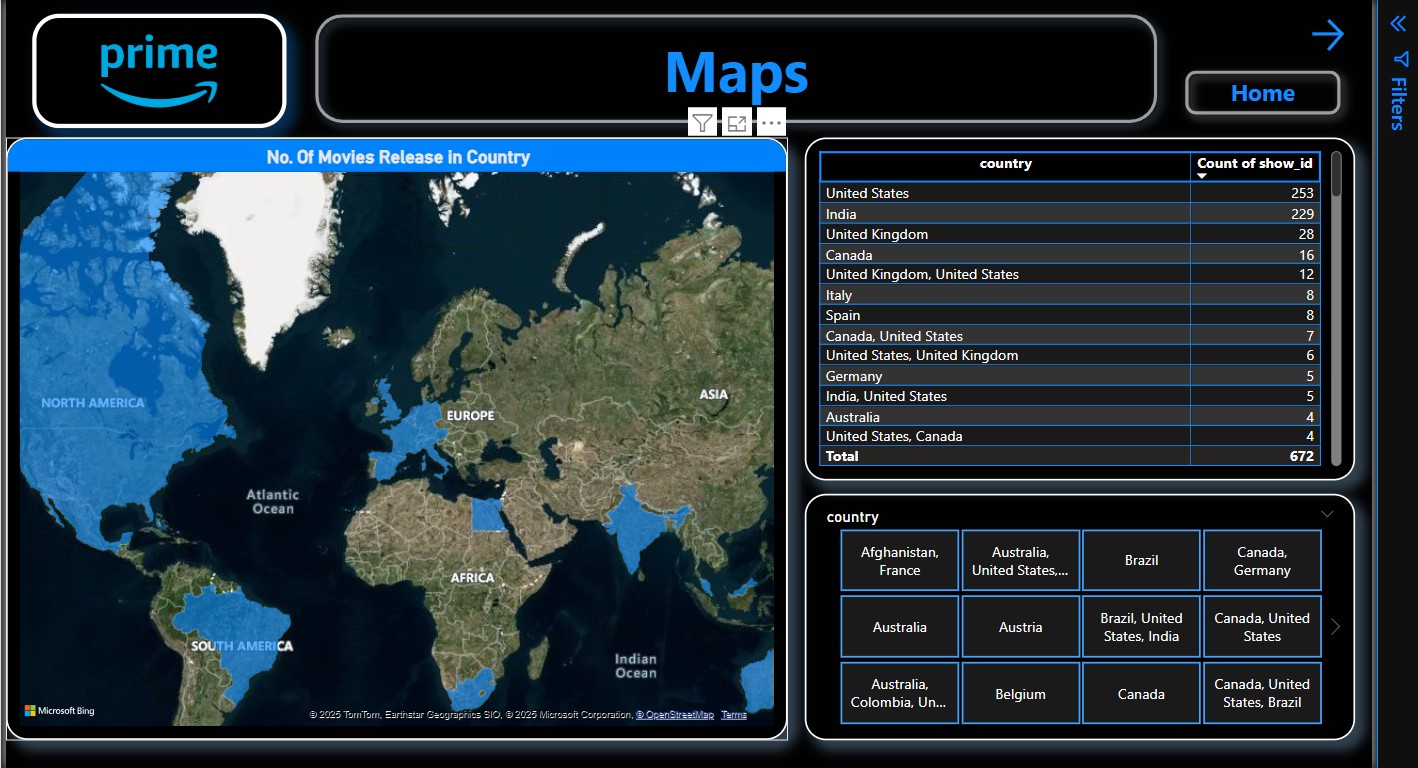 prime
Maps
Home
Filters
No. Of Movies Release in Country
NORTH AMERICA
EUROPE
ASIA
Atlantic
Ocean
AFRICA
SOUTH AMERICA
Indian
Ocean
Microsoft Bing
© 2025 TomTom, Earthstar Geographics SIO, © 2025 Microsoft Corporation, © OpenStreetMap Terms
country Count of show_id
United States 253
India 229
United Kingdom 28
Canada 16
United Kingdom, United States 12
Italy 8
Spain 8
Canada, United States 7
United States, United Kingdom 6
Germany 5
India, United States 5
Australia 4
United States, Canada 4
Total 672
country
Afghanistan,
France
Australia,
United States,...
Brazil
Canada,
Germany
Australia
Austria
Brazil, United
States, India
Canada, United
States
Australia,
Colombia, Un...
Belgium
Canada
Canada, United
States, Brazil